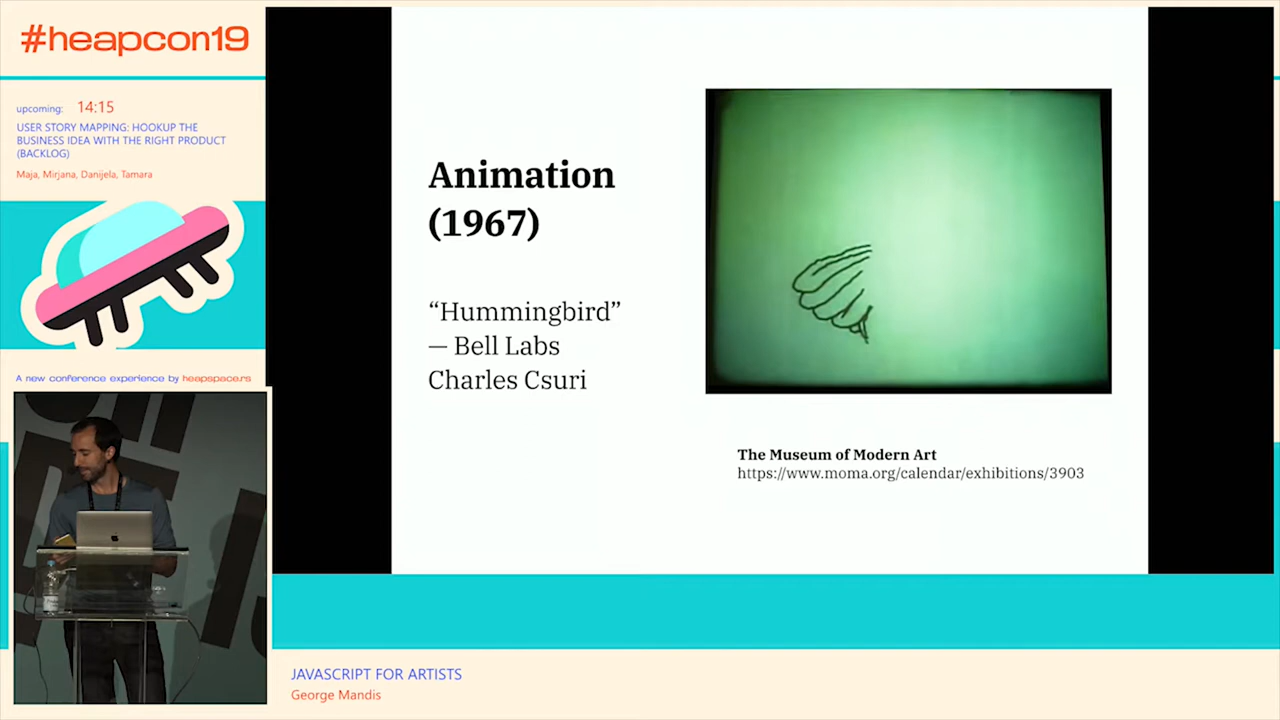 #heapcon19
upcoming: 14:15
USER STORY MAPPING: HOOKUP THE
BUSINESS IDEA WITH THE RIGHT PRODUCT
(BACKLOG)
Maja, Mirjana, Danijela, Tamara
A new conference experience by heapspace.rs
Animation
(1967)
“Hummingbird”
— Bell Labs
Charles Csuri
The Museum of Modern Art
https://www.moma.org/calendar/exhibitions/3903
JAVASCRIPT FOR ARTISTS
George Mandis